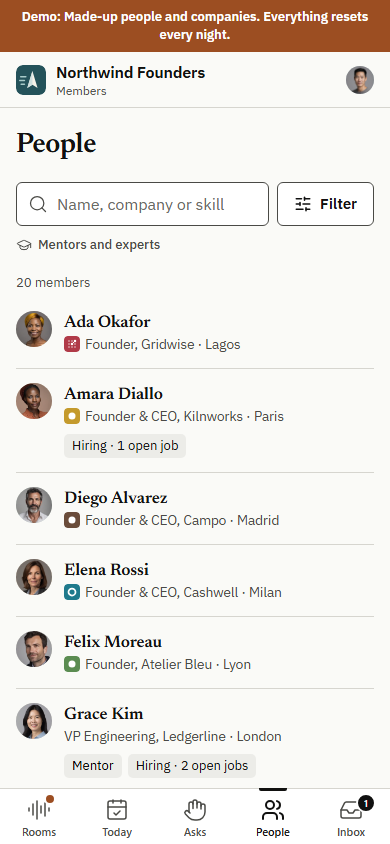 Demo: Made-up people and companies. Everything resets
every night.
Northwind Founders
Members
People
Name, company or skill
Filter
Mentors and experts
20 members
Ada Okafor
Founder, Gridwise · Lagos
Amara Diallo
Founder & CEO, Kilnworks · Paris
Hiring · 1 open job
Diego Alvarez
Founder & CEO, Campo · Madrid
Elena Rossi
Founder & CEO, Cashwell · Milan
Felix Moreau
Founder, Atelier Bleu · Lyon
Grace Kim
VP Engineering, Ledgerline · London
Mentor Hiring · 2 open jobs
1
Rooms Today Asks People Inbox